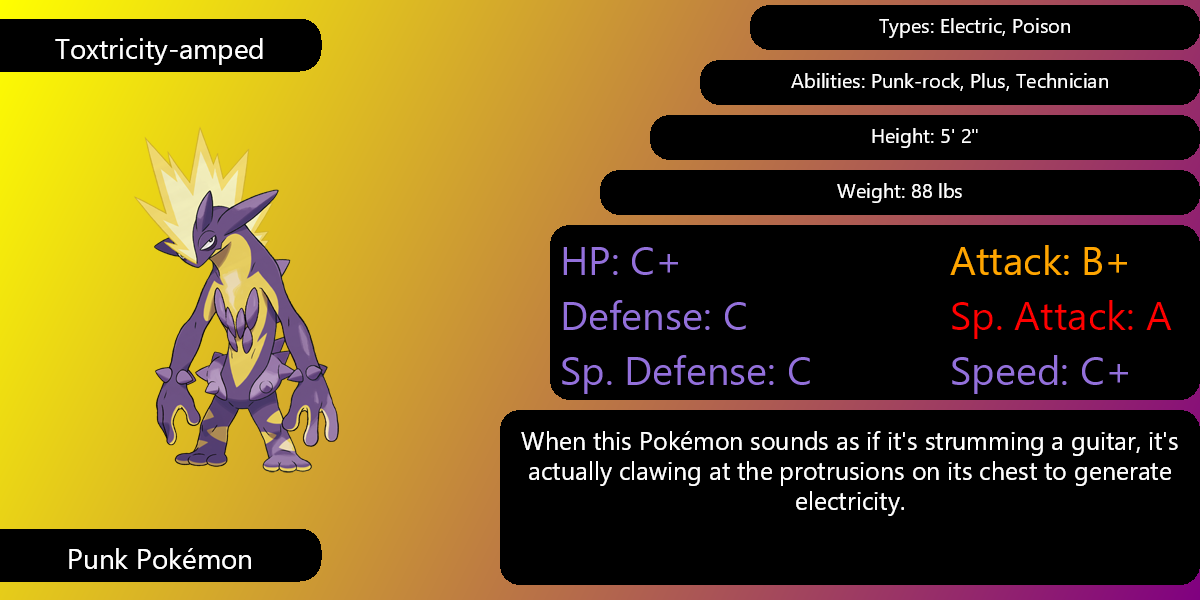 Toxtricity-amped
Types: Electric, Poison
Abilities: Punk-rock, Plus, Technician
Height: 5' 2"
Weight: 88 lbs
HP: C+
Attack: B+
Defense: C
Sp. Attack: A
Sp. Defense: C
Speed: C+
When this Pokémon sounds as if it's strumming a guitar, it's
actually clawing at the protrusions on its chest to generate
electricity.
Punk Pokémon